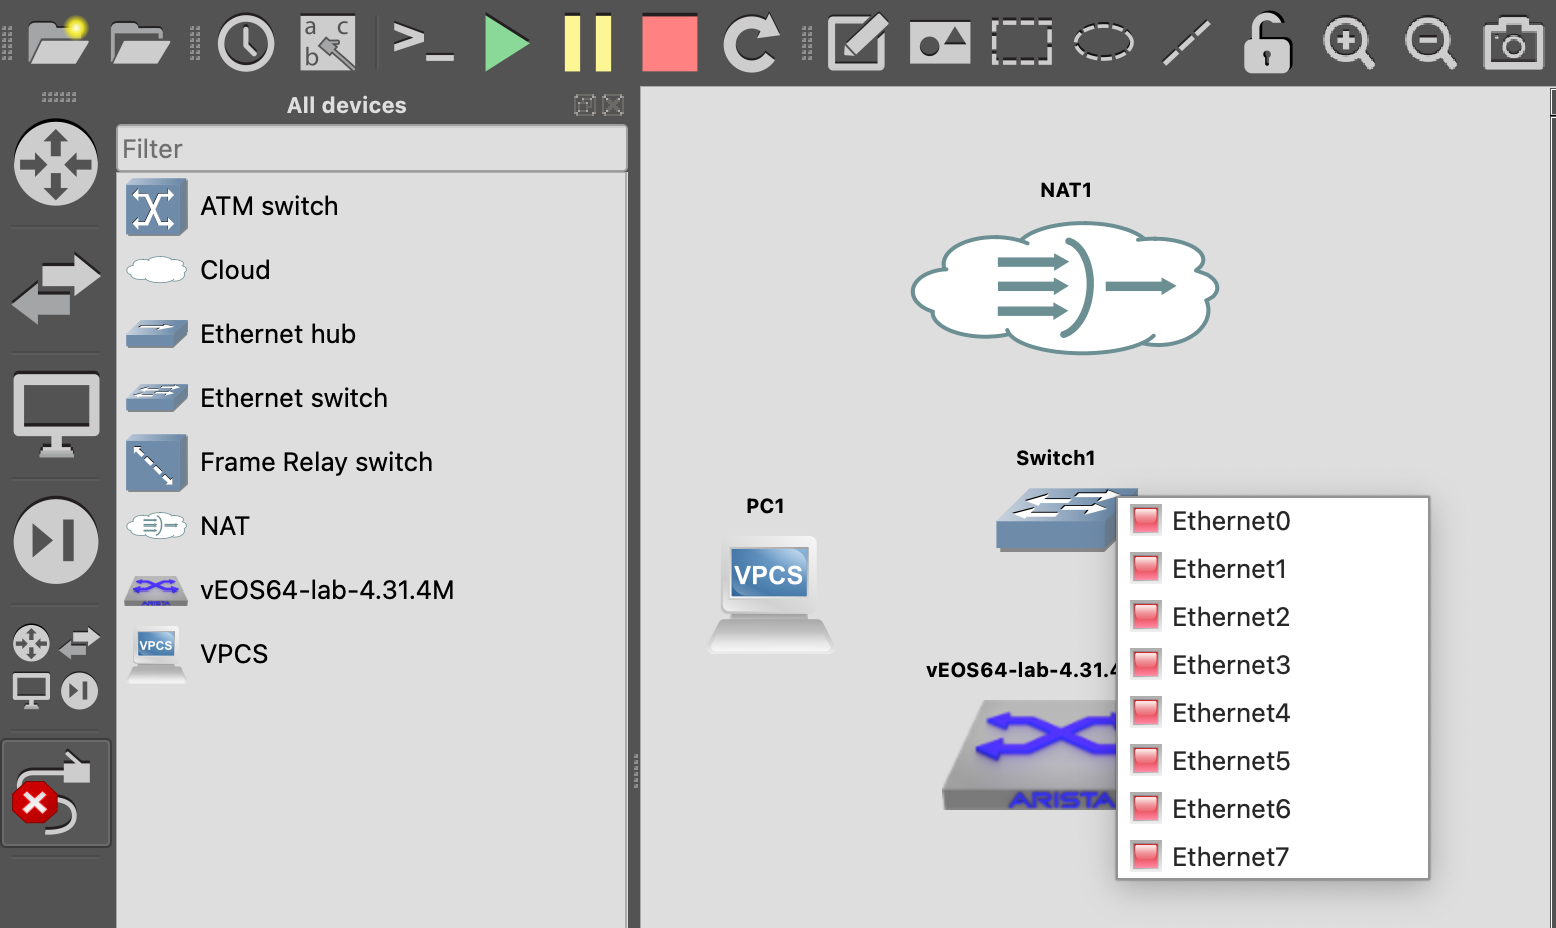 a c
b
>_
All devices
Filter
ATM switch
Cloud
Ethernet hub
Ethernet switch
Frame Relay switch
NAT
ARISTA
vEOS64-lab-4.31.4M
VPCS
VPCS
NAT1
Switch1
PC1
VPCS
vEOS64-lab-4.31.4
ARISTA
Ethernet0
Ethernet1
Ethernet2
Ethernet3
Ethernet4
Ethernet5
Ethernet6
Ethernet7